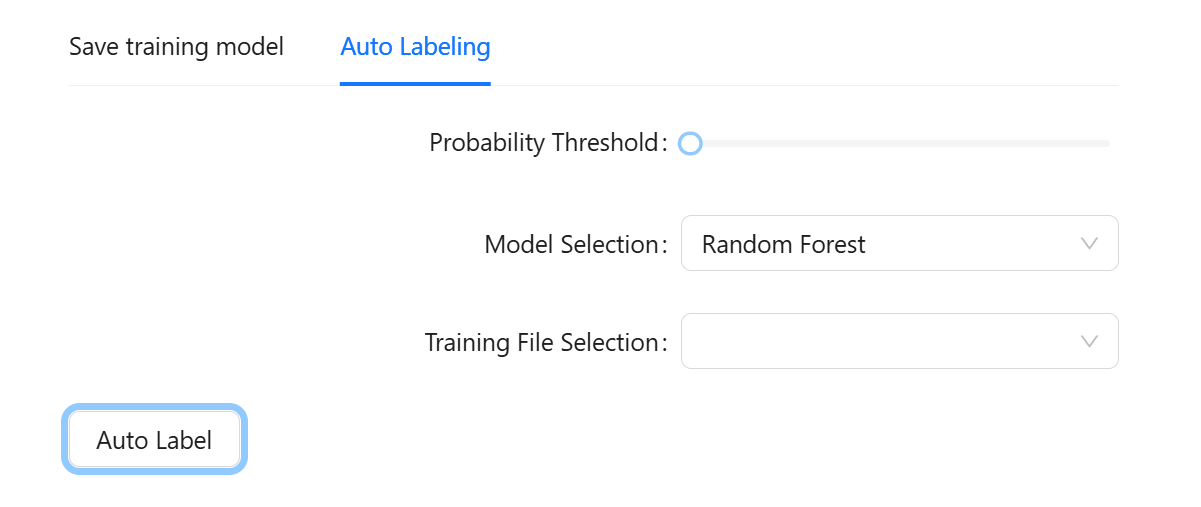 Save training model Auto Labeling
Probability Threshold:
Model Selection: Random Forest
Training File Selection:
Auto Label